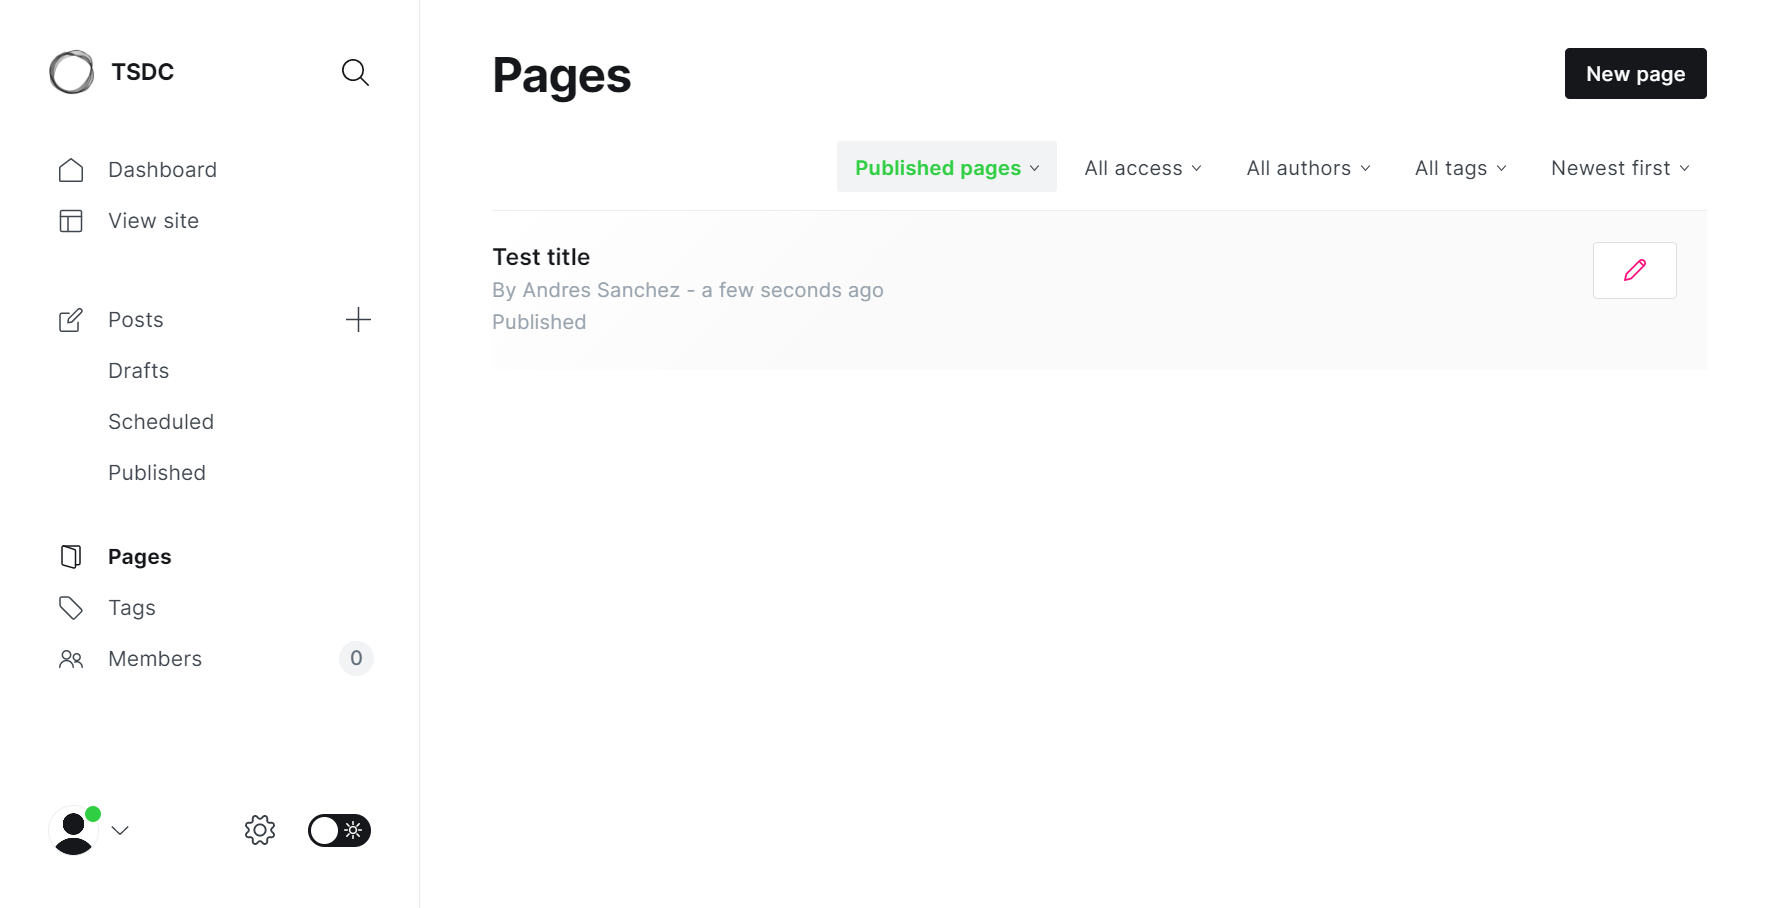 TSDC
Dashboard
View site
Posts
Drafts
Scheduled
Published
Pages
Tags
Members 0
Pages
New page
Published pages All access All authors All tags Newest first
Test title
By Andres Sanchez - a few seconds ago
Published